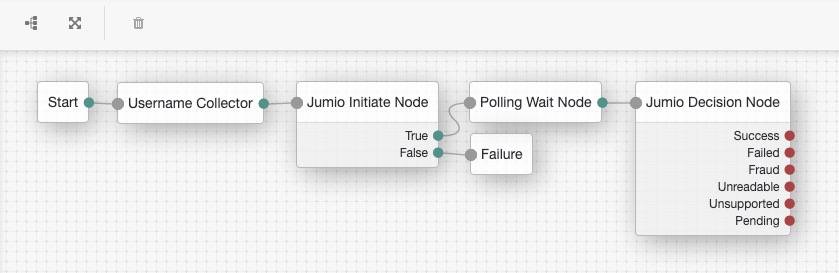 Start
Username Collector
Jumio Initiate Node
True
False
Polling Wait Node
Failure
Jumio Decision Node
Success
Failed
Fraud
Unreadable
Unsupported
Pending